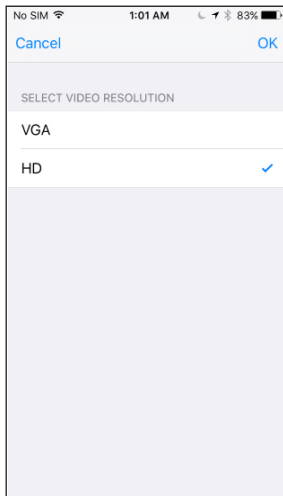 No SIM 1:01 AM 83%
Cancel OK
SELECT VIDEO RESOLUTION
VGA
HD